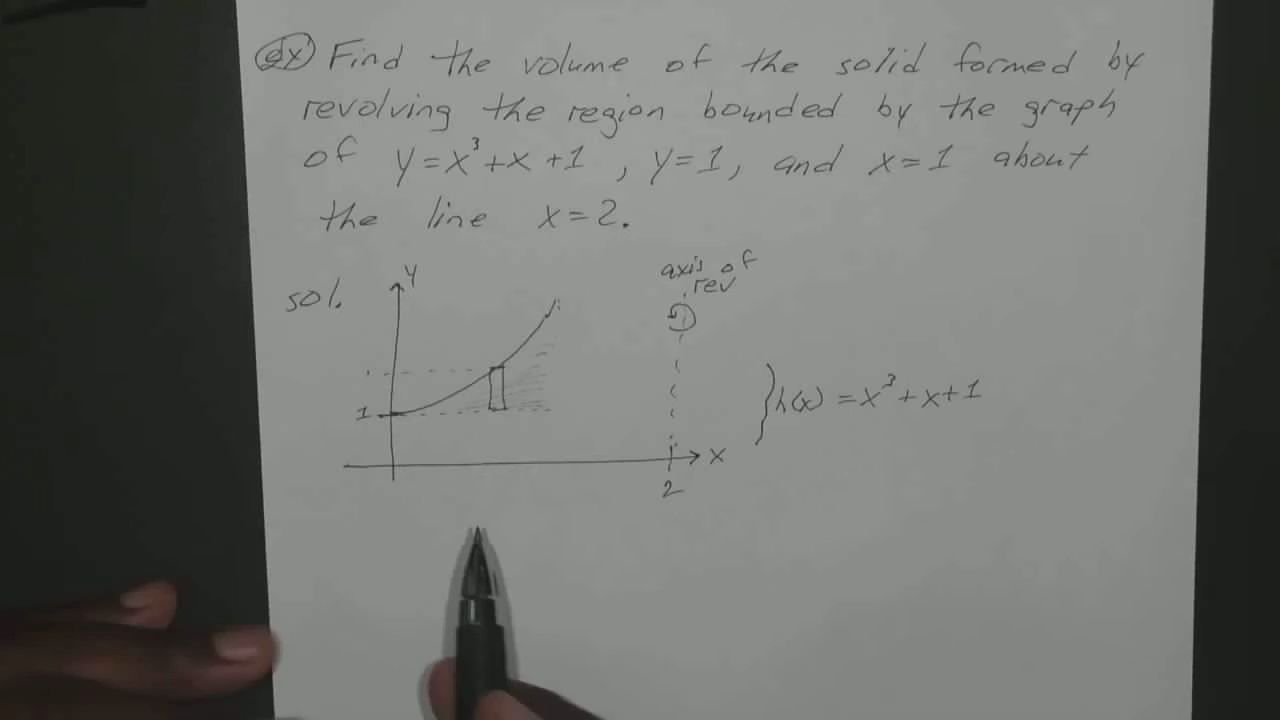 ex) Find the volume of the solid formed by
revolving the region bounded by the graph
of y=x³+x+1, y=1, and x=1 about
the line x=2.
sol.
y
axis of
rev
1
h(x) = x³+x+1
x
2